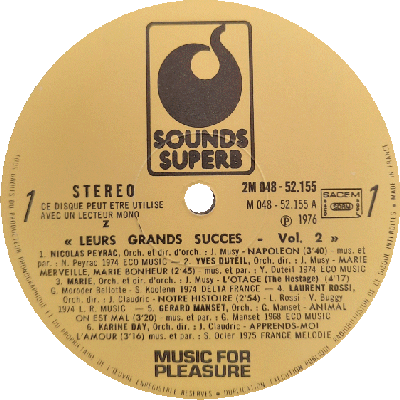 SOUNDS
SUPERB
1 STEREO
CE DISQUE PEUT ETRE UTILISE
AVEC UN LECTEUR MONO
Z
2M 048 - 52.155
M 048 - 52.155 A
℗ 1976
SACEM
1
« LEURS GRANDS SUCCES - Vol. 2 »
1. NICOLAS PEYRAC, Orch. et dir. d'orch : J. Musy - NAPOLEON (3'40) - mus. et
par : N. Peyrac 1974 ECO MUSIC - 2. YVES DUTEIL, Orch. dir. : J. Musy - MARIE
MERVEILLE, MARIE BONHEUR (2'45) - mus. et par : Y. Duteil 1974 ECO MUSIC
3. MARIE, Orch. et dir. d'orch. : J. Musy - L'OTAGE (The Hostage) (4'17)
G. Moroder Bellotte - S. Koolenn 1974 DELTA FRANCE - 4. LAURENT ROSSI,
Orch. dir. : J. Claudric - NOTRE HISTOIRE (2'54) - L. Rossi - V. Buggy
1974 L. R. MUSIC - 5. GERARD MANSET, Orch. dir. : G. Manset - ANIMAL
ON EST MAL (3'20) - mus. et par. : G. Manset 1968 ECO MUSIC
6. KARINE DAY, Orch. dir. : J. Claudric - APPRENDS-MOI
L'AMOUR (3'16) mus. et par : S. Ocier 1975 FRANCE MELODIE
MUSIC FOR
PLEASURE